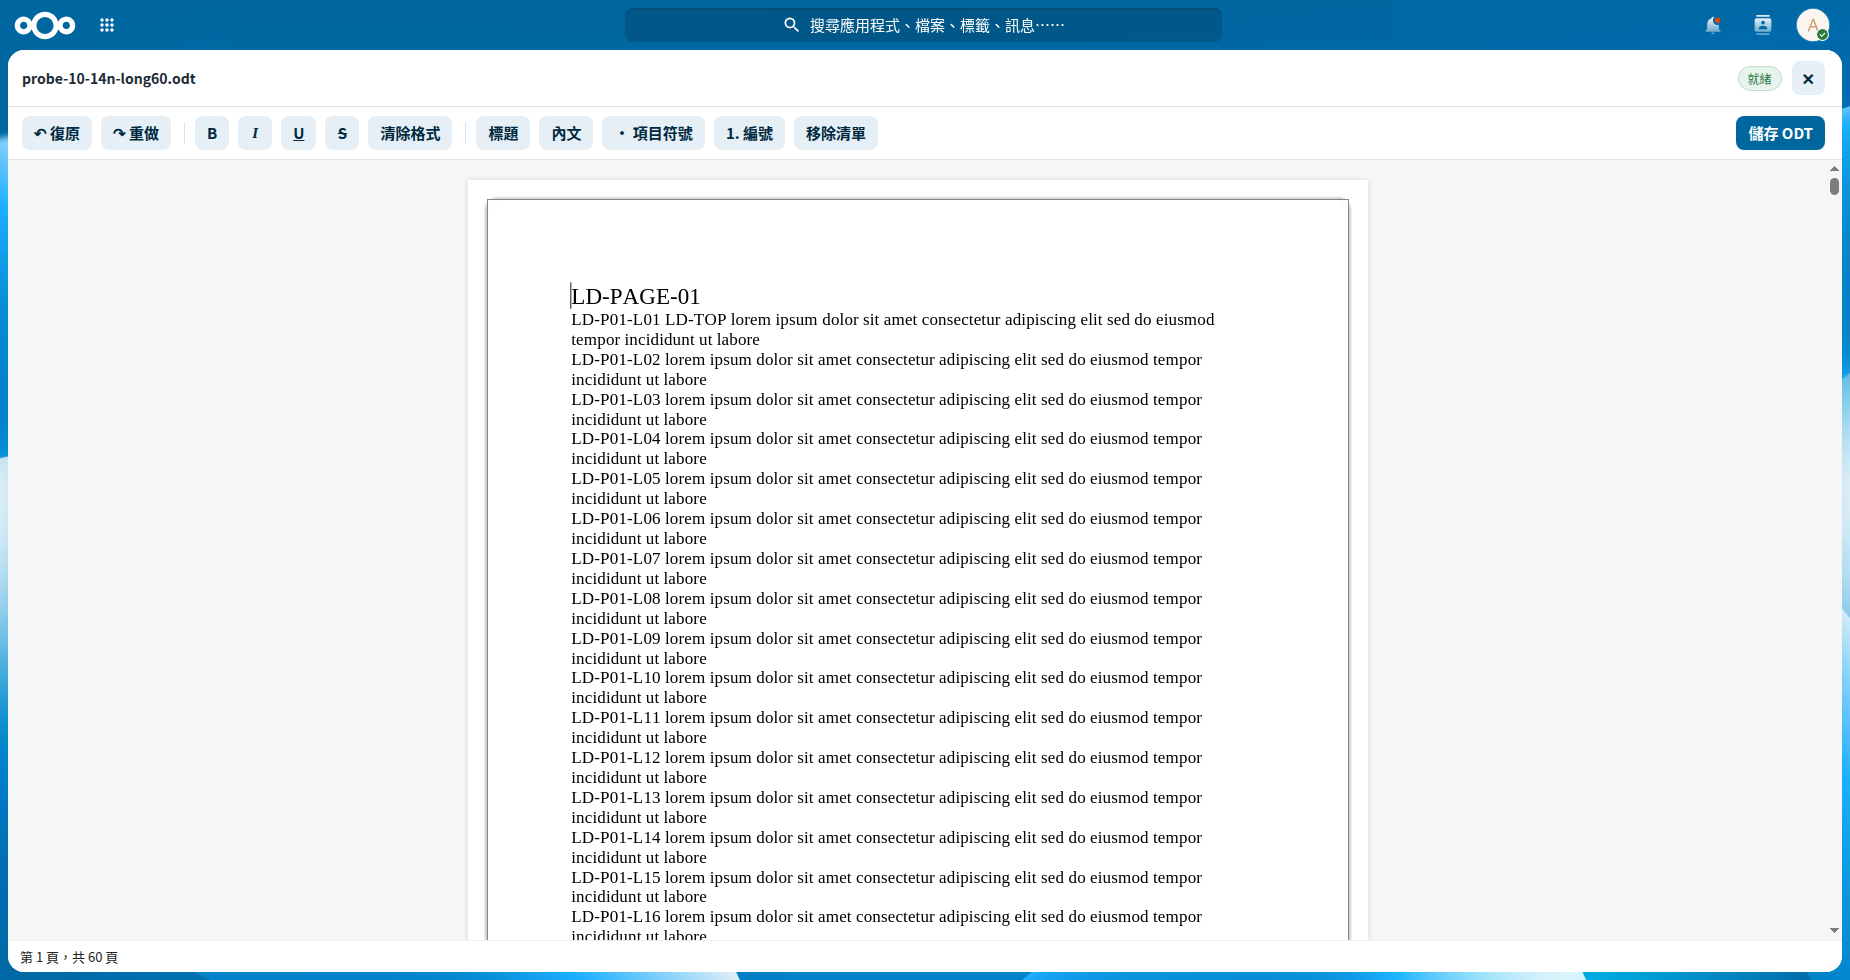 搜尋應用程式、檔案、標籤、訊息……
A
probe-10-14n-long60.odt
就緒
×
↶ 復原 ↷ 重做 B I U S 清除格式 標題 內文 • 項目符號 1. 編號 移除清單 儲存 ODT
LD-PAGE-01
LD-P01-L01 LD-TOP lorem ipsum dolor sit amet consectetur adipiscing elit sed do eiusmod
tempor incididunt ut labore
LD-P01-L02 lorem ipsum dolor sit amet consectetur adipiscing elit sed do eiusmod tempor
incididunt ut labore
LD-P01-L03 lorem ipsum dolor sit amet consectetur adipiscing elit sed do eiusmod tempor
incididunt ut labore
LD-P01-L04 lorem ipsum dolor sit amet consectetur adipiscing elit sed do eiusmod tempor
incididunt ut labore
LD-P01-L05 lorem ipsum dolor sit amet consectetur adipiscing elit sed do eiusmod tempor
incididunt ut labore
LD-P01-L06 lorem ipsum dolor sit amet consectetur adipiscing elit sed do eiusmod tempor
incididunt ut labore
LD-P01-L07 lorem ipsum dolor sit amet consectetur adipiscing elit sed do eiusmod tempor
incididunt ut labore
LD-P01-L08 lorem ipsum dolor sit amet consectetur adipiscing elit sed do eiusmod tempor
incididunt ut labore
LD-P01-L09 lorem ipsum dolor sit amet consectetur adipiscing elit sed do eiusmod tempor
incididunt ut labore
LD-P01-L10 lorem ipsum dolor sit amet consectetur adipiscing elit sed do eiusmod tempor
incididunt ut labore
LD-P01-L11 lorem ipsum dolor sit amet consectetur adipiscing elit sed do eiusmod tempor
incididunt ut labore
LD-P01-L12 lorem ipsum dolor sit amet consectetur adipiscing elit sed do eiusmod tempor
incididunt ut labore
LD-P01-L13 lorem ipsum dolor sit amet consectetur adipiscing elit sed do eiusmod tempor
incididunt ut labore
LD-P01-L14 lorem ipsum dolor sit amet consectetur adipiscing elit sed do eiusmod tempor
incididunt ut labore
LD-P01-L15 lorem ipsum dolor sit amet consectetur adipiscing elit sed do eiusmod tempor
incididunt ut labore
LD-P01-L16 lorem ipsum dolor sit amet consectetur adipiscing elit sed do eiusmod tempor
incididunt ut labore
第 1 頁，共 60 頁